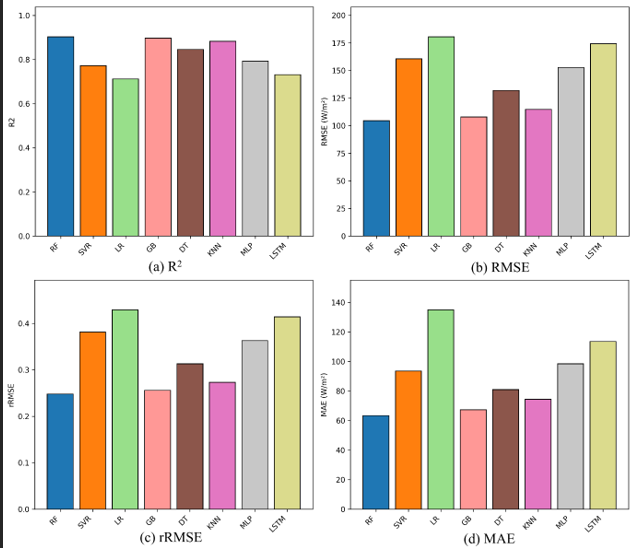 1.0
0.8
0.6
0.4
0.2
0.0
R2
RF
SVR
LR
GB
DT
KNN
MLP
LSTM
(a) R²
200
175
150
125
100
75
50
25
0
RMSE (W/m²)
RF
SVR
LR
GB
DT
KNN
MLP
LSTM
(b) RMSE
0.4
0.3
0.2
0.1
0.0
rRMSE
RF
SVR
LR
GB
DT
KNN
MLP
LSTM
(c) rRMSE
140
120
100
80
60
40
20
0
MAE (W/m²)
RF
SVR
LR
GB
DT
KNN
MLP
LSTM
(d) MAE